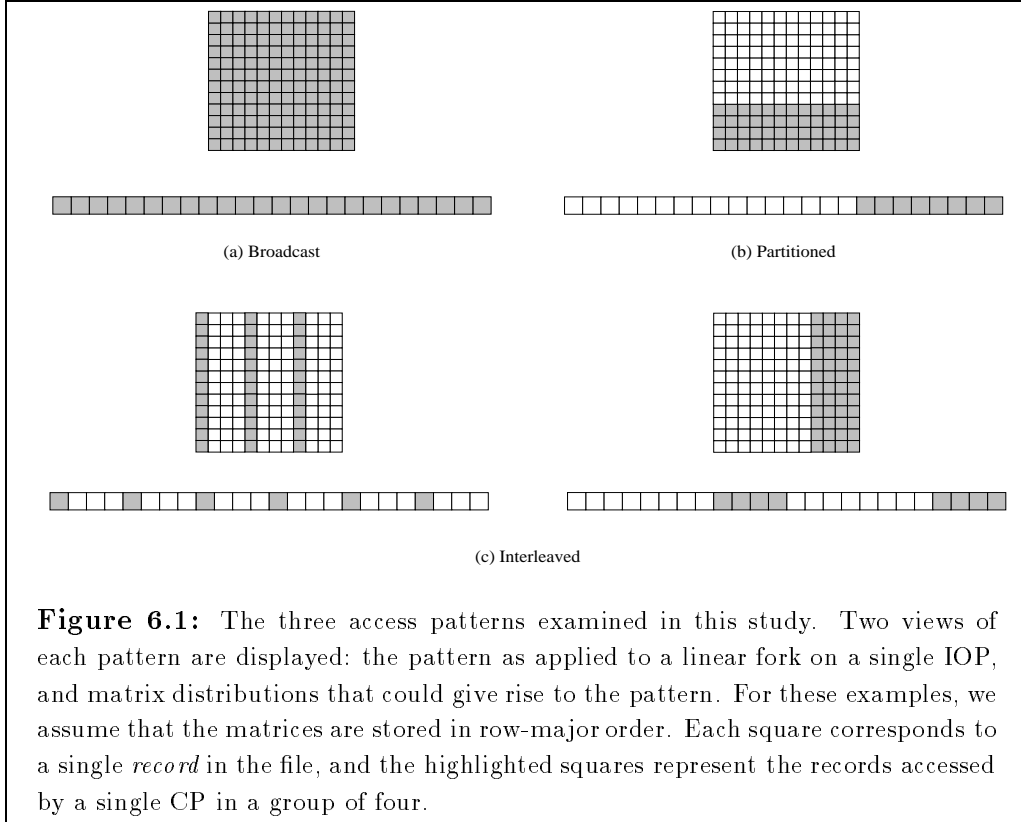 (a) Broadcast
(b) Partitioned
(c) Interleaved
Figure 6.1: The three access patterns examined in this study. Two views of
each pattern are displayed: the pattern as applied to a linear fork on a single IOP,
and matrix distributions that could give rise to the pattern. For these examples, we
assume that the matrices are stored in row-major order. Each square corresponds to
a single record in the file, and the highlighted squares represent the records accessed
by a single CP in a group of four.